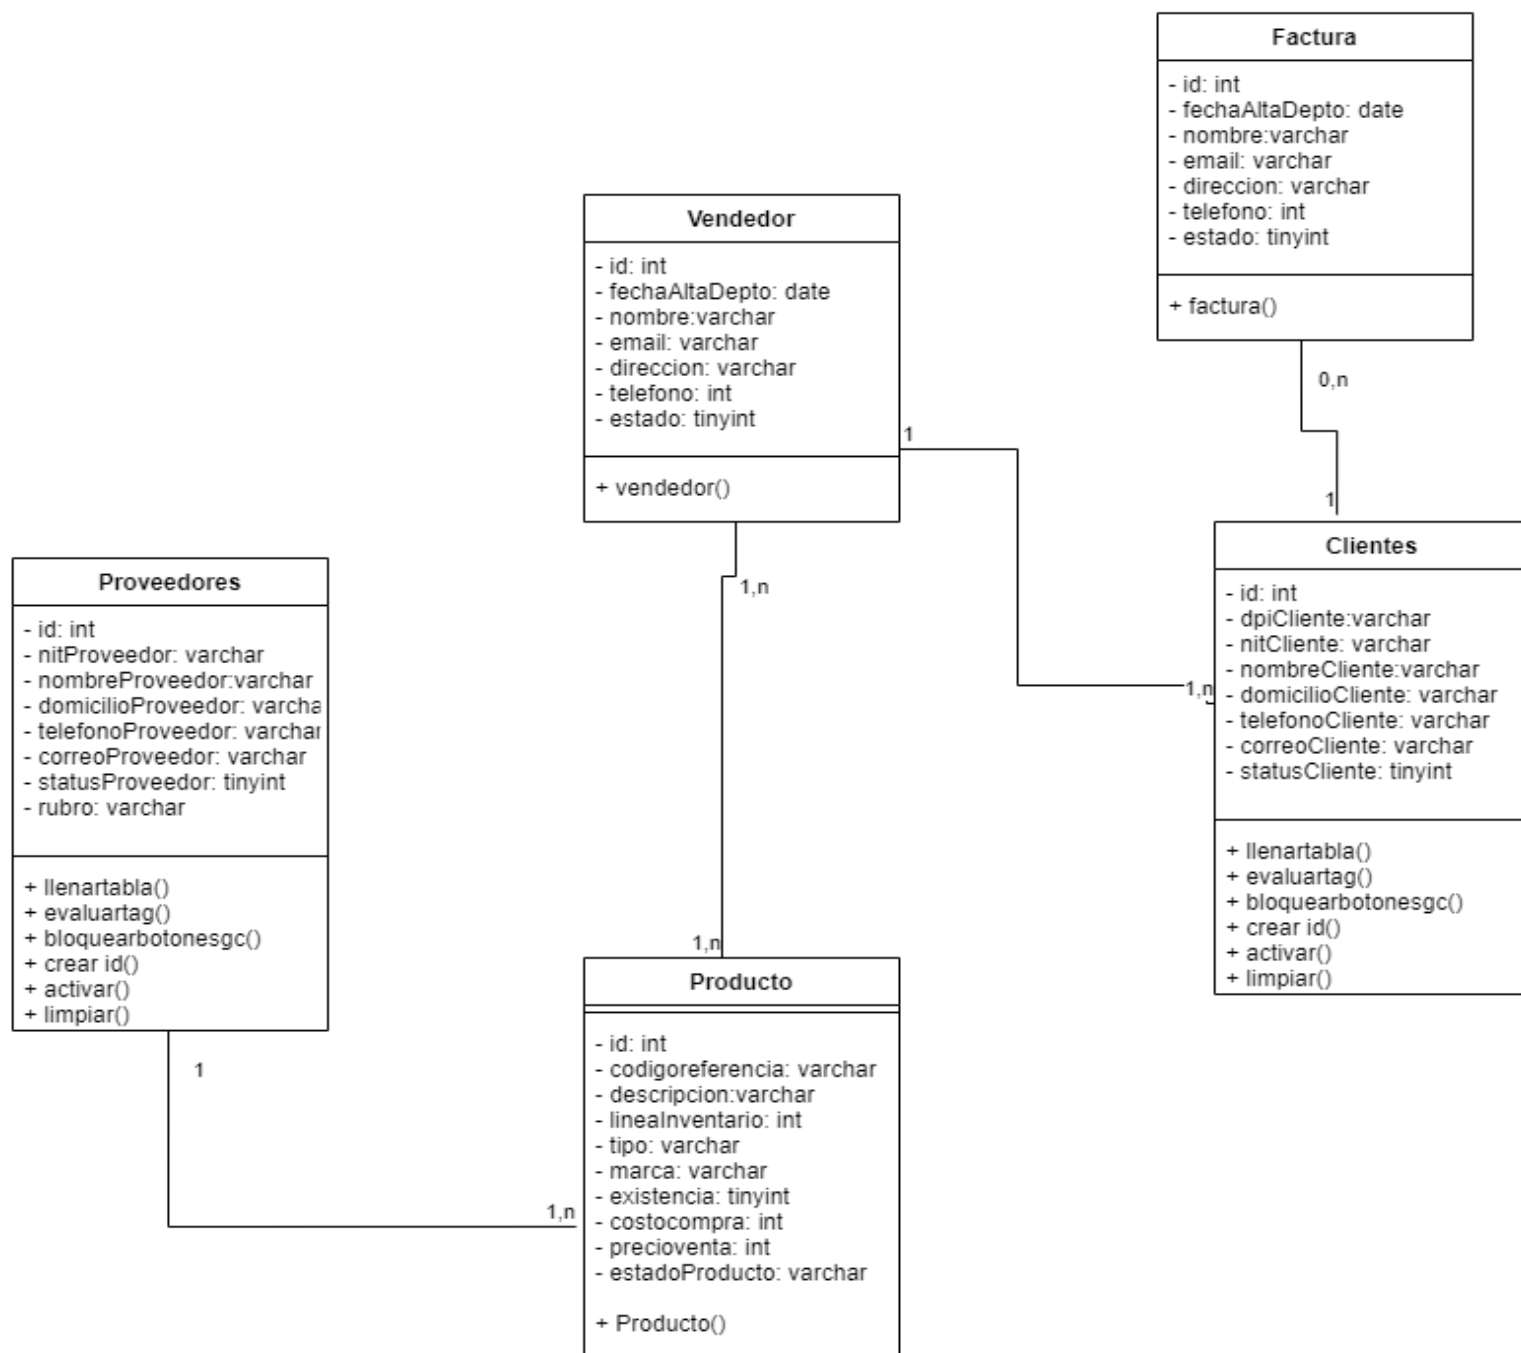 Factura
- id: int
- fechaAltaDepto: date
- nombre:varchar
- email: varchar
- direccion: varchar
- telefono: int
- estado: tinyint
+ factura()
0,n
1
Vendedor
- id: int
- fechaAltaDepto: date
- nombre:varchar
- email: varchar
- direccion: varchar
- telefono: int
- estado: tinyint
+ vendedor()
1
1,n
1,n
1,n
Clientes
- id: int
- dpiCliente:varchar
- nitCliente: varchar
- nombreCliente:varchar
- domicilioCliente: varchar
- telefonoCliente: varchar
- correoCliente: varchar
- statusCliente: tinyint
+ llenartabla()
+ evaluartag()
+ bloquearbotonesgc()
+ crear id()
+ activar()
+ limpiar()
Proveedores
- id: int
- nitProveedor: varchar
- nombreProveedor:varchar
- domicilioProveedor: varcha
- telefonoProveedor: varchar
- correoProveedor: varchar
- statusProveedor: tinyint
- rubro: varchar
+ llenartabla()
+ evaluartag()
+ bloquearbotonesgc()
+ crear id()
+ activar()
+ limpiar()
1
1,n
Producto
- id: int
- codigoreferencia: varchar
- descripcion:varchar
- lineaInventario: int
- tipo: varchar
- marca: varchar
- existencia: tinyint
- costocompra: int
- precioventa: int
- estadoProducto: varchar
+ Producto()